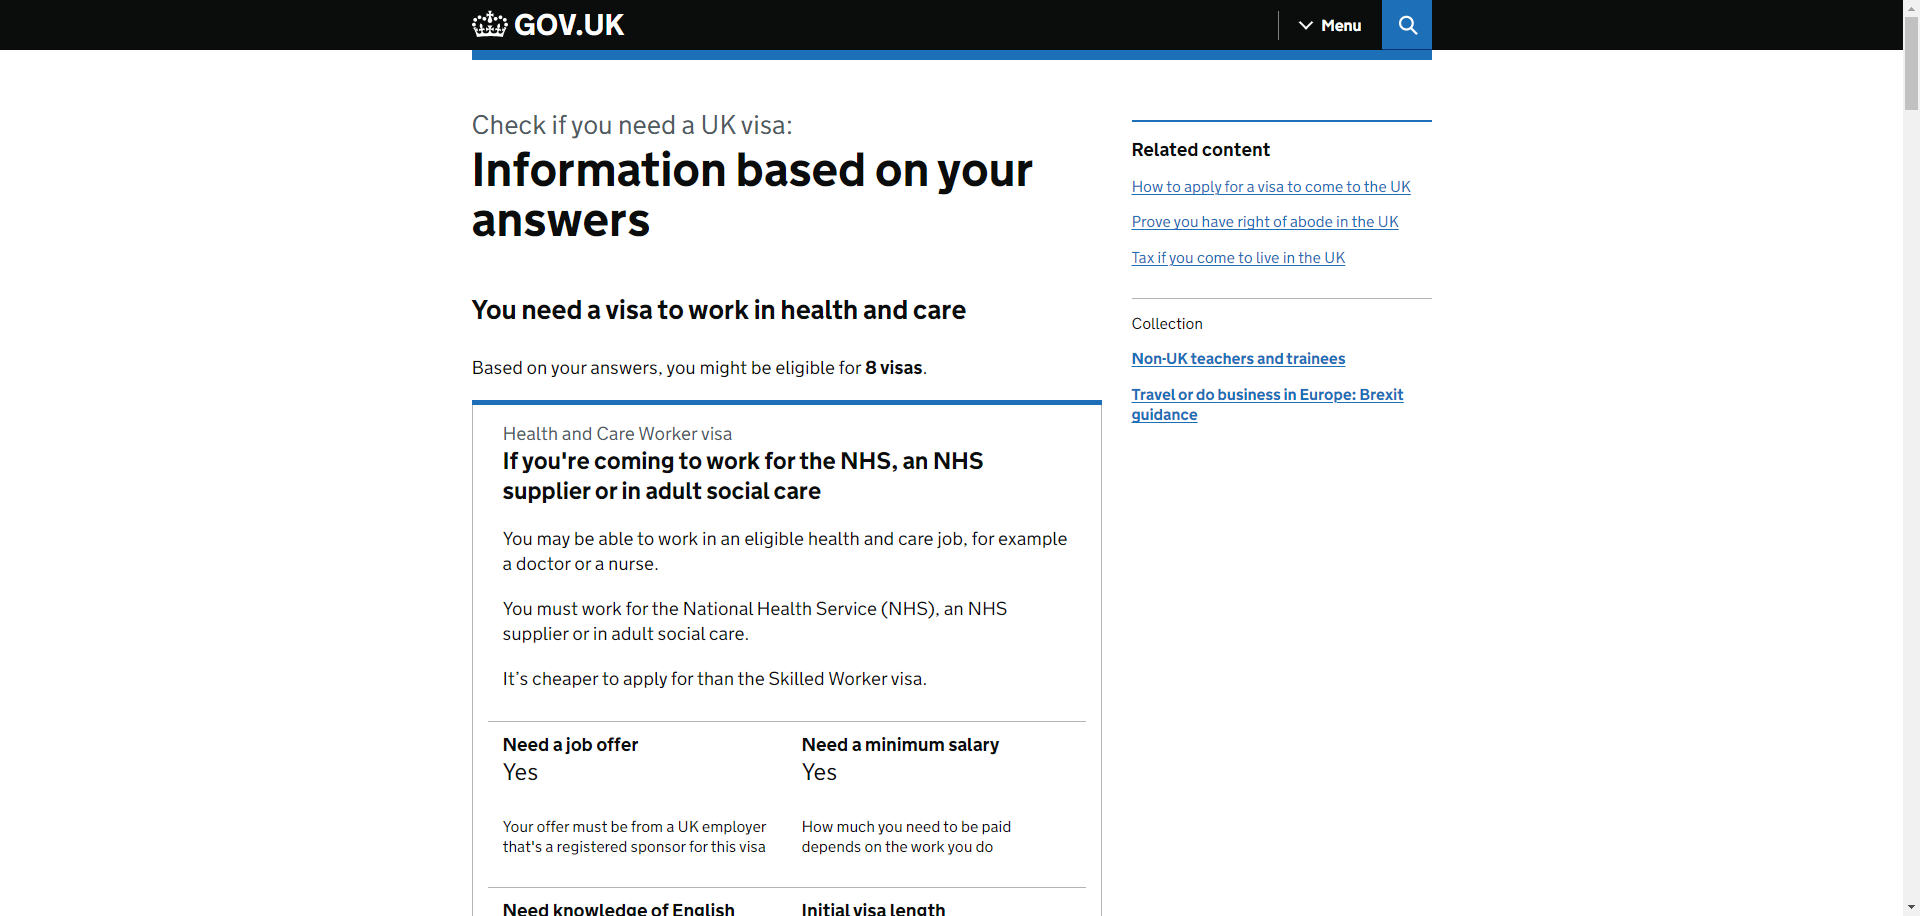 GOV.UK
Menu
Check if you need a UK visa:
Information based on your
answers
You need a visa to work in health and care
Based on your answers, you might be eligible for 8 visas.
Health and Care Worker visa
If you're coming to work for the NHS, an NHS
supplier or in adult social care
You may be able to work in an eligible health and care job, for example
a doctor or a nurse.
You must work for the National Health Service (NHS), an NHS
supplier or in adult social care.
It’s cheaper to apply for than the Skilled Worker visa.
Need a job offer
Yes
Your offer must be from a UK employer
that's a registered sponsor for this visa
Need a minimum salary
Yes
How much you need to be paid
depends on the work you do
Need knowledge of English
Initial visa length
Related content
How to apply for a visa to come to the UK
Prove you have right of abode in the UK
Tax if you come to live in the UK
Collection
Non-UK teachers and trainees
Travel or do business in Europe: Brexit
guidance